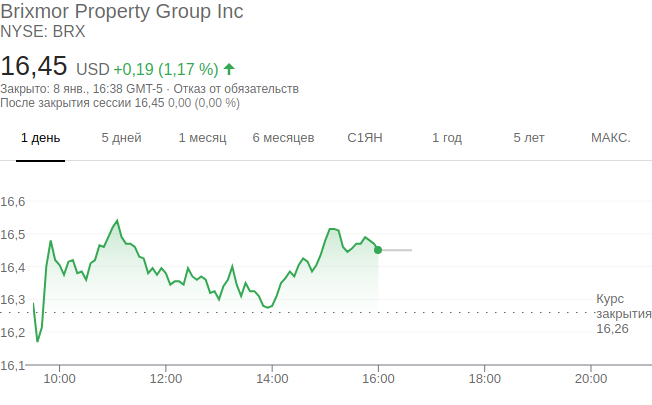 Brixmor Property Group Inc
NYSE: BRX
16,45 USD +0,19 (1,17 %)
Закрыто: 8 янв., 16:38 GMT-5 · Отказ от обязательств
После закрытия сессии 16,45 0,00 (0,00 %)
1 день 5 дней 1 месяц 6 месяцев С1ЯН 1 год 5 лет МАКС.
16,6
16,5
16,4
16,3
16,2
16,1
Курс
закрытия
16,26
10:00 12:00 14:00 16:00 18:00 20:00